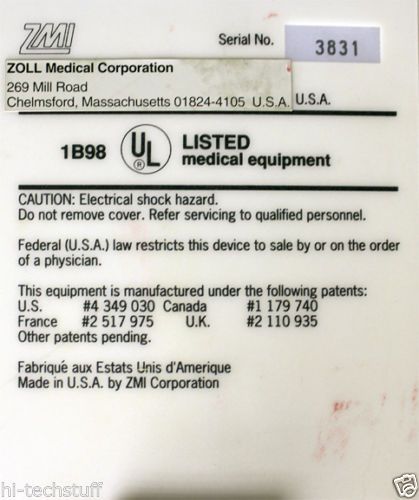 ZMI
Serial No. 3831
ZOLL Medical Corporation
269 Mill Road
Chelmsford, Massachusetts 01824-4105 U.S.A. U.S.A.
1B98 UL ® LISTED
medical equipment
CAUTION: Electrical shock hazard.
Do not remove cover. Refer servicing to qualified personnel.
Federal (U.S.A.) law restricts this device to sale by or on the order
of a physician.
This equipment is manufactured under the following patents:
U.S. #4 349 030 Canada #1 179 740
France #2 517 975 U.K. #2 110 935
Other patents pending.
Fabriqué aux Estats Unis d'Amerique
Made in U.S.A. by ZMI Corporation
hi-techstuff